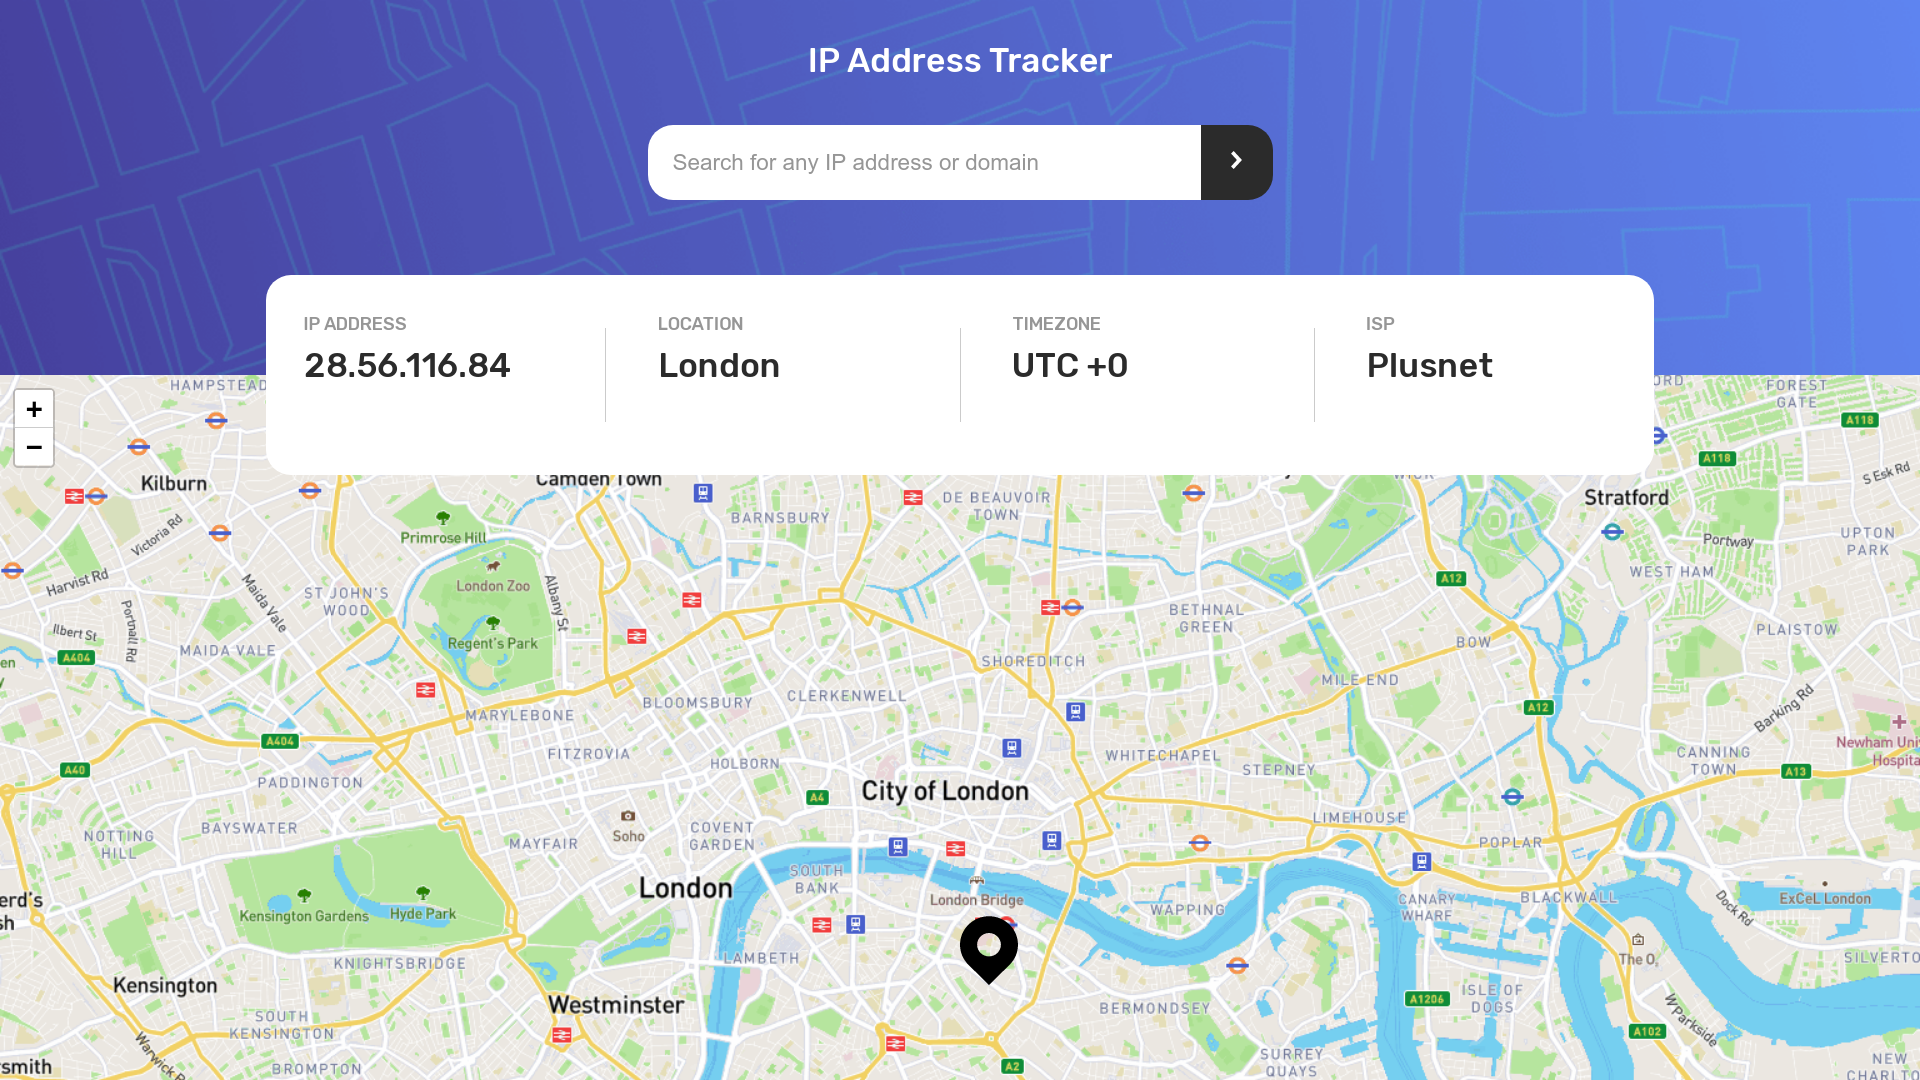 IP Address Tracker
Search for any IP address or domain
IP ADDRESS
28.56.116.84
LOCATION
London
TIMEZONE
UTC +0
ISP
Plusnet
+
−
HAMPSTEAD
FOREST
GATE
A118
A118
S Esk Rd
Kilburn
Camden Town
BARNSBURY
DE BEAUVOIR
TOWN
Stratford
Victoria Rd
Primrose Hill
Portway
UPTON
PARK
Harvist Rd
Maida Vale
ST JOHN'S
WOOD
London Zoo
Albany St
A12
WEST HAM
BETHNAL
GREEN
Portnall Rd
Ilbert St
A404
MAIDA VALE
Regent's Park
BOW
PLAISTOW
SHOREDITCH
MILE END
BLOOMSBURY
CLERKENWELL
MARYLEBONE
A12
Barking Rd
A404
FITZROVIA
HOLBORN
WHITECHAPEL
STEPNEY
CANNING
TOWN
Newham Univ
Hospita
A40
PADDINGTON
A4
City of London
A13
NOTTING
HILL
BAYSWATER
MAYFAIR
Soho
COVENT
GARDEN
LIMEHOUSE
POPLAR
SOUTH
BANK
London
London Bridge
WAPPING
CANARY
WHARF
BLACKWALL
Dock Rd
ExCeL London
erd's
sh
Kensington Gardens
Hyde Park
KNIGHTSBRIDGE
LAMBETH
The O2
SILVERTO
Kensington
Westminster
BERMONDSEY
A1206
ISLE OF
DOGS
W Parkside
SOUTH
KENSINGTON
A102
Warwick R
BROMPTON
rsmith
A2
SURREY
QUAYS
NEW
CHARLTO